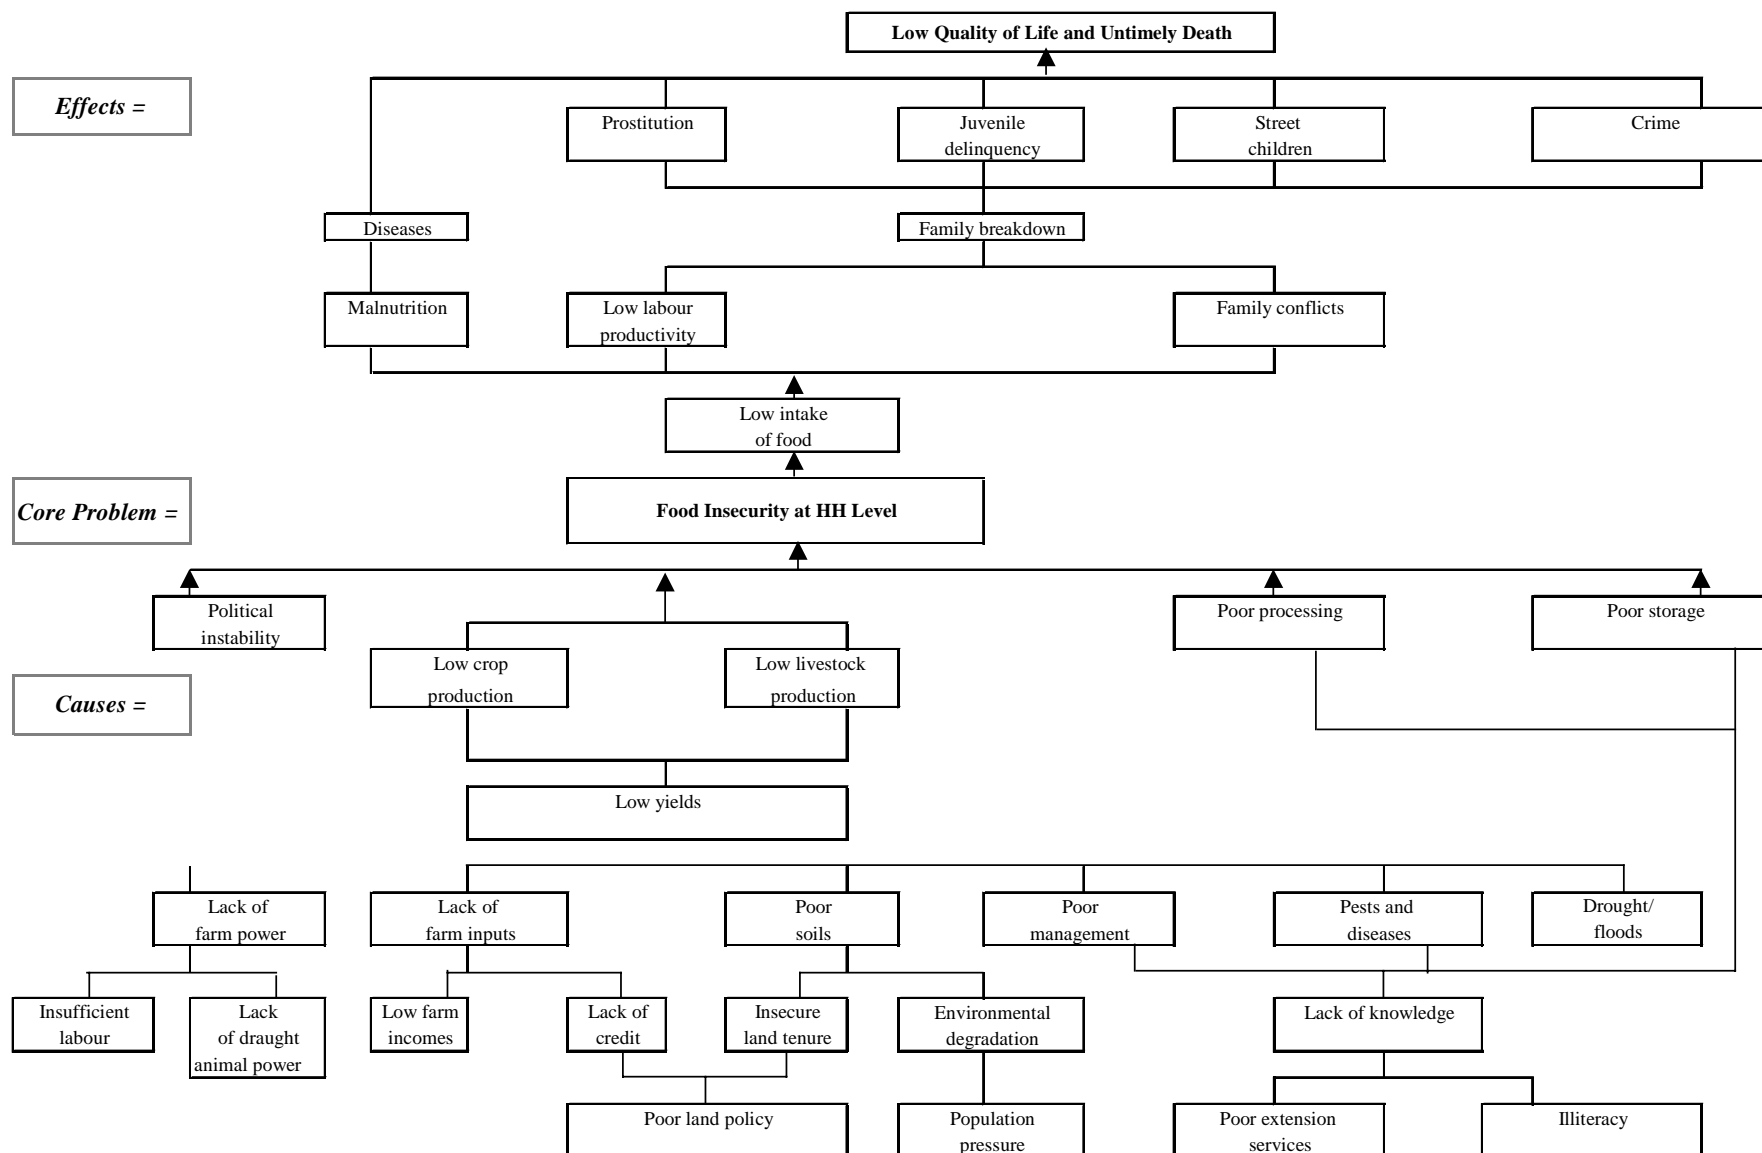 Low Quality of Life and Untimely Death
Effects =
Prostitution
Juvenile
delinquency
Street
children
Crime
Diseases
Family breakdown
Malnutrition
Low labour
productivity
Family conflicts
Low intake
of food
Core Problem =
Food Insecurity at HH Level
Political
instability
Poor processing
Poor storage
Low crop
production
Low livestock
production
Causes =
Low yields
Lack of
farm power
Lack of
farm inputs
Poor
soils
Poor
management
Pests and
diseases
Drought/
floods
Insufficient
labour
Lack
of draught
animal power
Low farm
incomes
Lack of
credit
Insecure
land tenure
Environmental
degradation
Lack of knowledge
Poor land policy
Population
pressure
Poor extension
services
Illiteracy